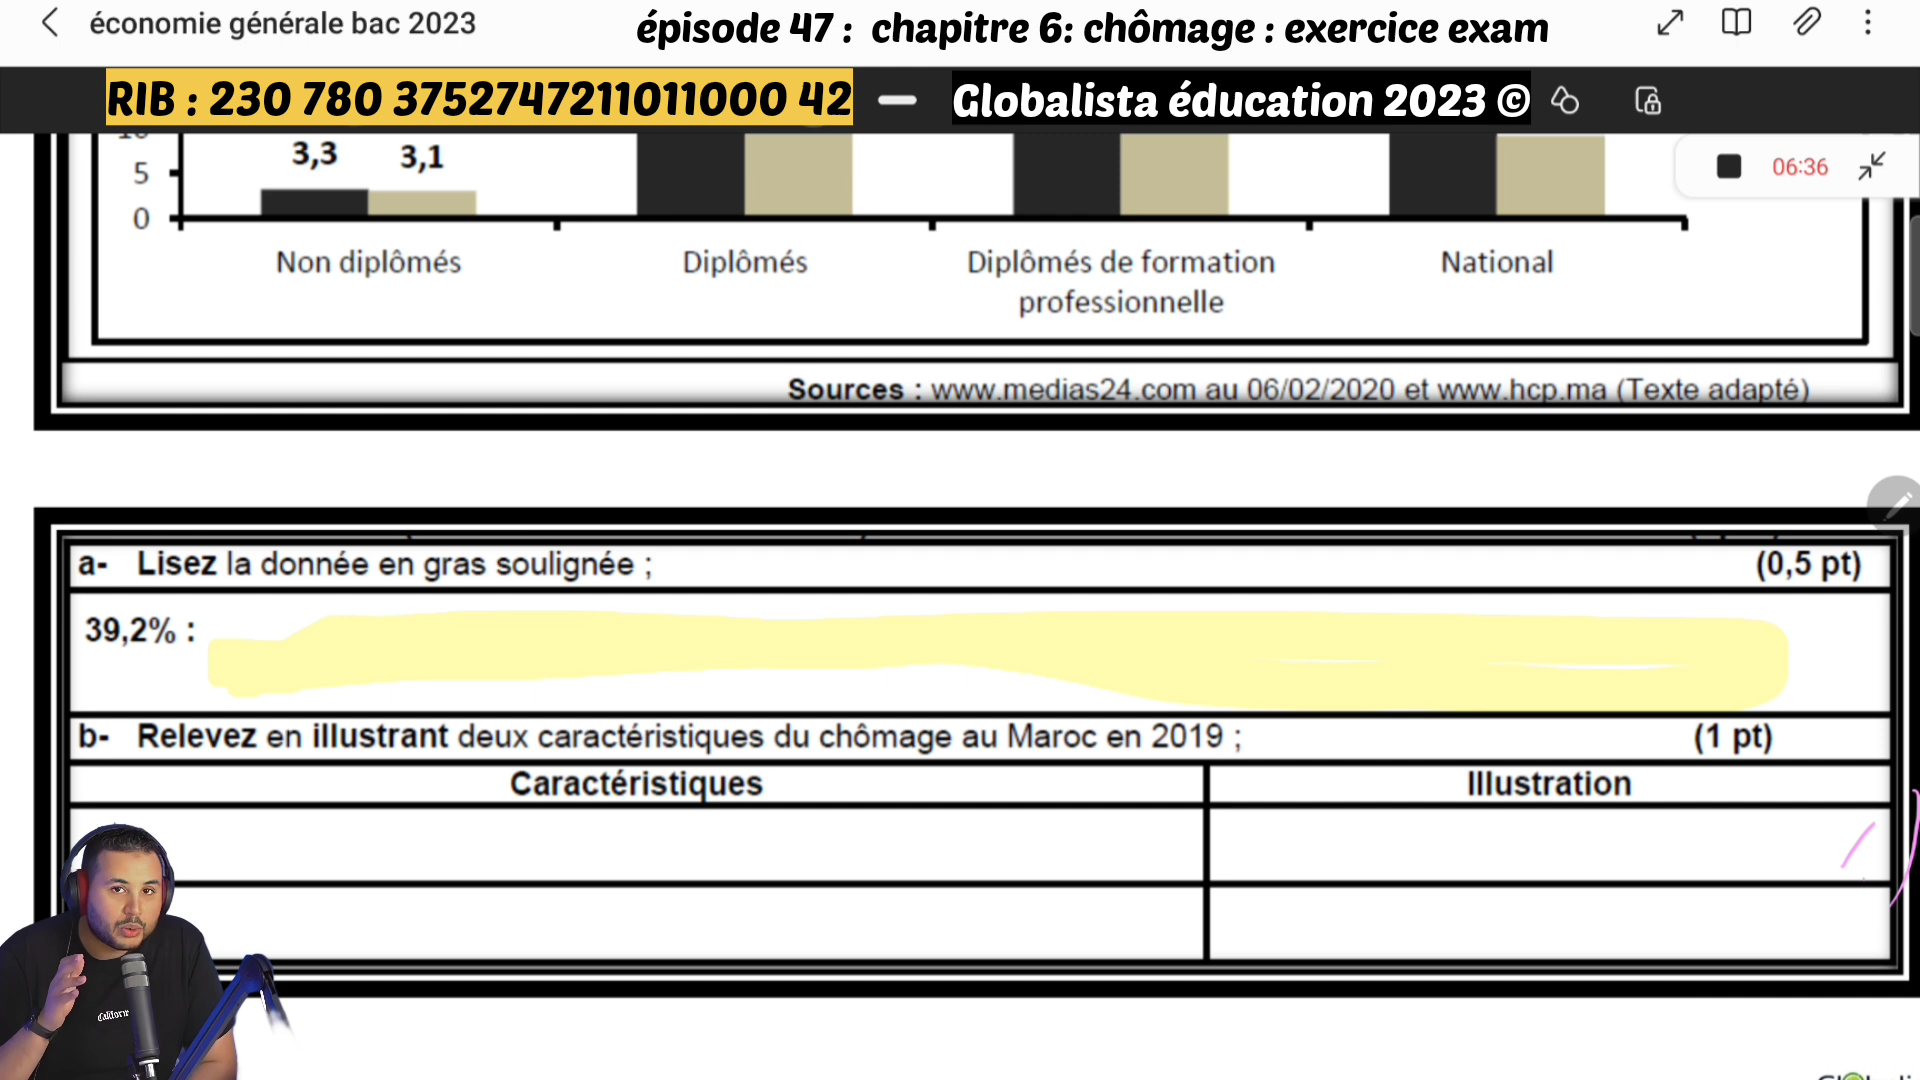 économie générale bac 2023
épisode 47 : chapitre 6: chômage : exercice exam
RIB : 230 780 3752747211011000 42
Globalista éducation 2023 ©
06:36
10
5
0
3,3
3,1
Non diplômés
Diplômés
Diplômés de formation
professionnelle
National
Sources : www.medias24.com au 06/02/2020 et www.hcp.ma (Texte adapté)
a- Lisez la donnée en gras soulignée ; (0,5 pt)
39,2% :
b- Relevez en illustrant deux caractéristiques du chômage au Maroc en 2019 ; (1 pt)
Caractéristiques
Illustration